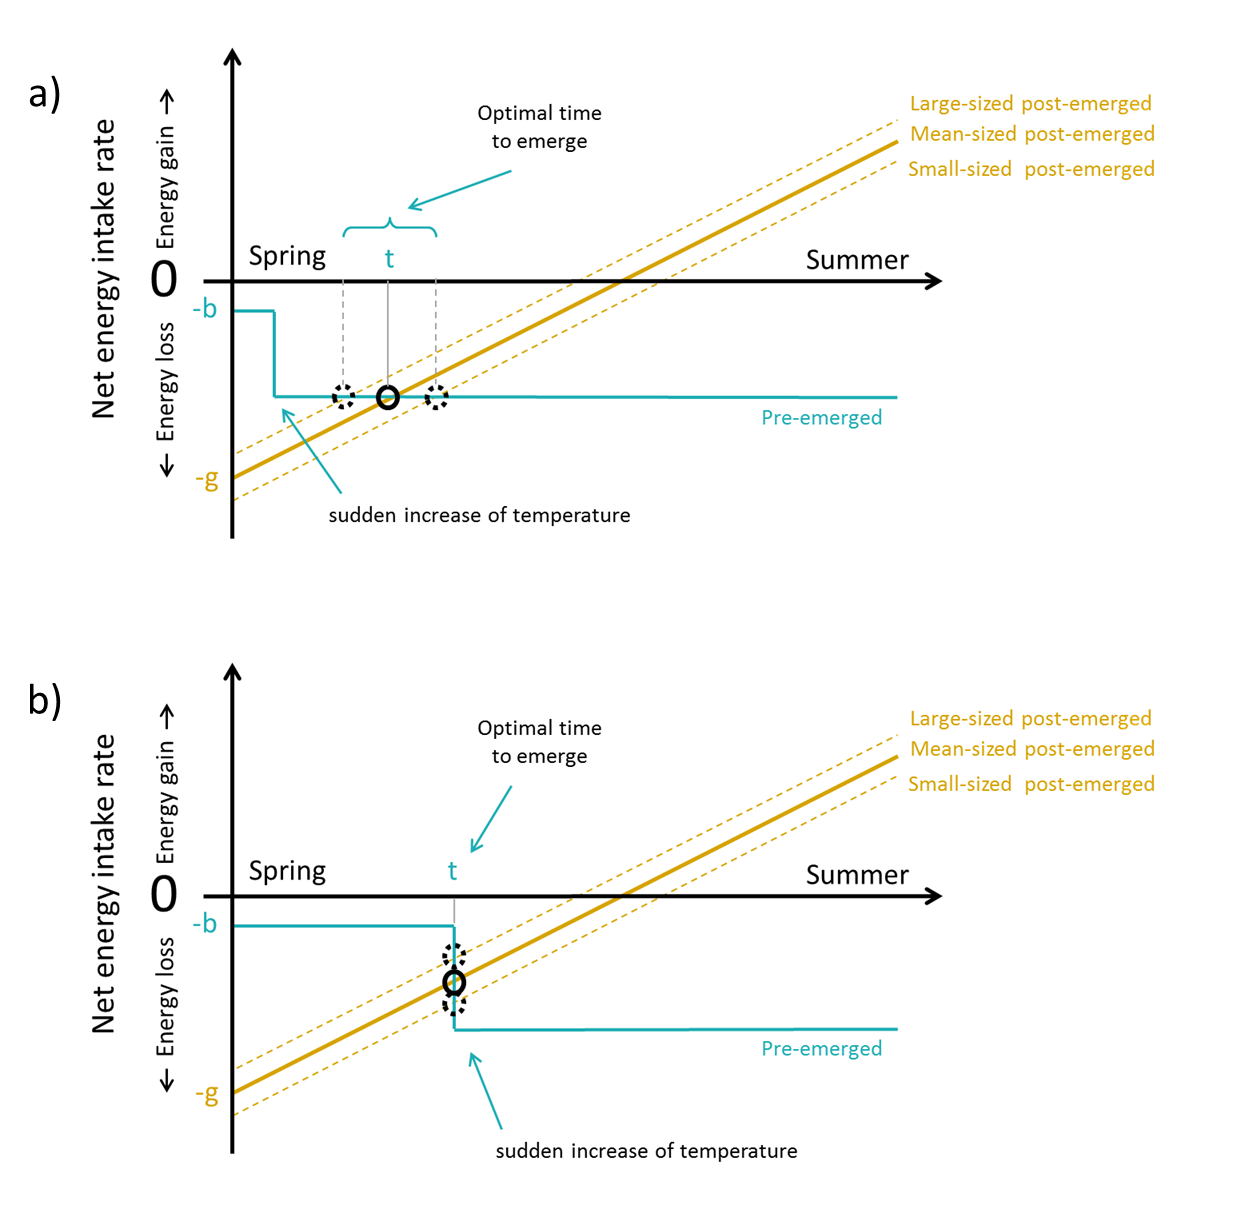 a)
Net energy intake rate
← Energy loss
Energy gain →
Optimal time
to emerge
Large-sized post-emerged
Mean-sized post-emerged
Small-sized post-emerged
Spring
t
Summer
0
-b
Pre-emerged
-g
sudden increase of temperature
b)
Net energy intake rate
← Energy loss
Energy gain →
Optimal time
to emerge
Large-sized post-emerged
Mean-sized post-emerged
Small-sized post-emerged
Spring
t
Summer
0
-b
Pre-emerged
-g
sudden increase of temperature